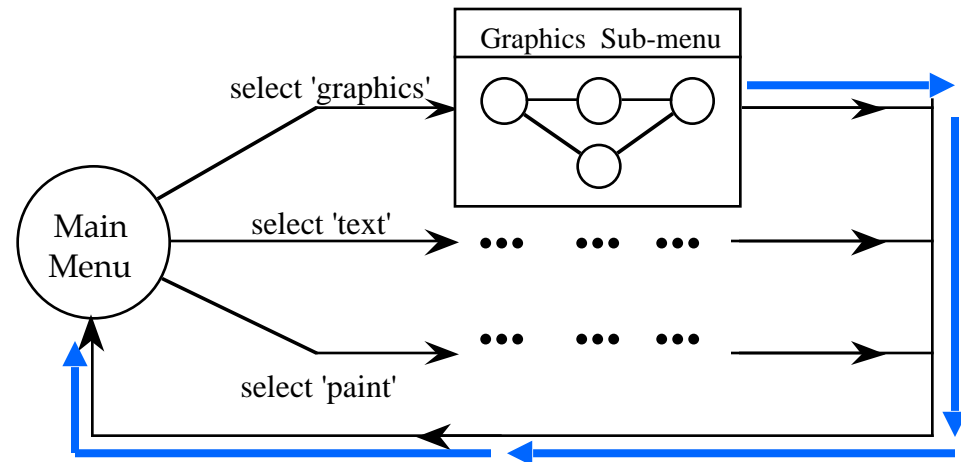 Graphics Sub-menu
select 'graphics'
Main
Menu
select 'text'
select 'paint'